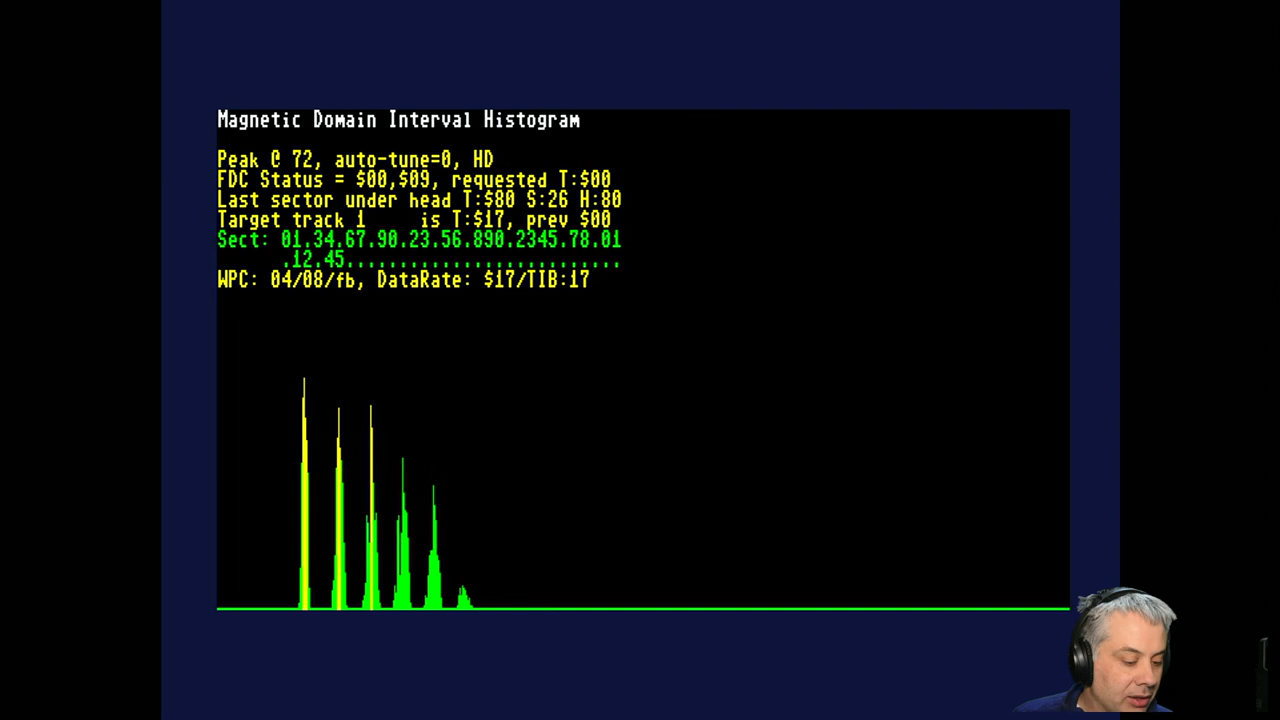 Magnetic Domain Interval Histogram
Peak @ 72, auto-tune=0, HD
FDC Status = $00,$09, requested T:$00
Last sector under head T:$80 S:26 H:80
Target track 1     is T:$17, prev $00
Sect: 01.34.67.90.23.56.890.2345.78.01
.12.45..........................
WPC: 04/08/fb, DataRate: $17/TIB:17